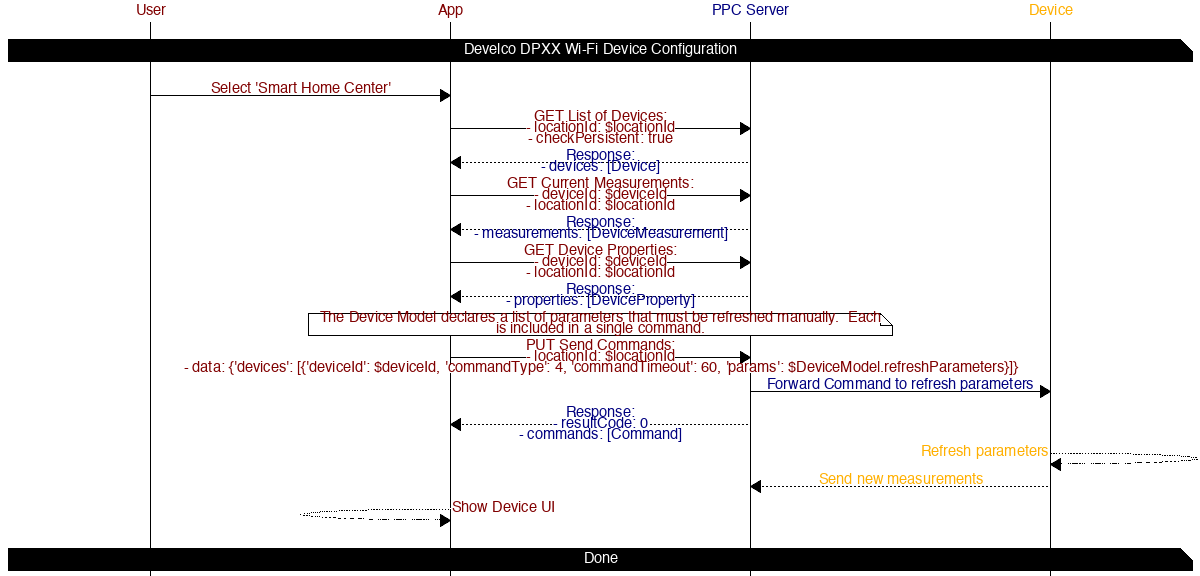 User
App
PPC Server
Device
Develco DPXX Wi-Fi Device Configuration
Select 'Smart Home Center'
GET List of Devices:
- locationId: $locationId
- checkPersistent: true
Response:
- devices: [Device]
GET Current Measurements:
- deviceId: $deviceId
- locationId: $locationId
Response:
- measurements: [DeviceMeasurement]
GET Device Properties:
- deviceId: $deviceId
- locationId: $locationId
Response:
- properties: [DeviceProperty]
The Device Model declares a list of parameters that must be refreshed manually.  Each
is included in a single command.
PUT Send Commands:
- locationId: $locationId
- data: {'devices': [{'deviceId': $deviceId, 'commandType': 4, 'commandTimeout': 60, 'params': $DeviceModel.refreshParameters}]}
Forward Command to refresh parameters
Response:
- resultCode: 0
- commands: [Command]
Refresh parameters
Send new measurements
Show Device UI
Done